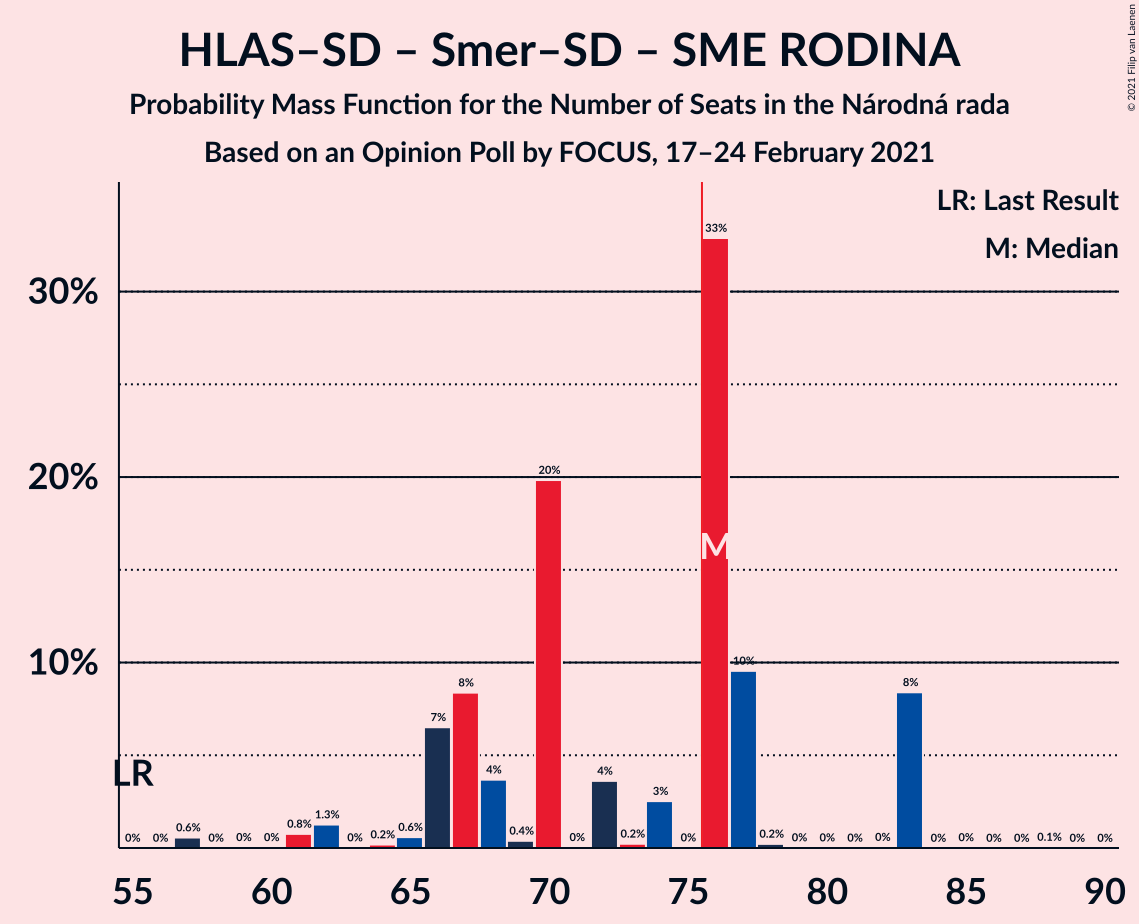 HLAS–SD – Smer–SD – SME RODINA
Probability Mass Function for the Number of Seats in the Národná rada
Based on an Opinion Poll by FOCUS, 17–24 February 2021
© 2021 Filip van Laenen
LR: Last Result
M: Median
30%
20%
10%
LR
M
0% 0% 0.6% 0% 0% 0% 0.8% 1.3% 0% 0.2% 0.6% 7% 8% 4% 0.4% 20% 0% 4% 0.2% 3% 0% 33% 10% 0.2% 0% 0% 0% 0% 8% 0% 0% 0% 0% 0.1% 0% 0%
55 60 65 70 75 80 85 90